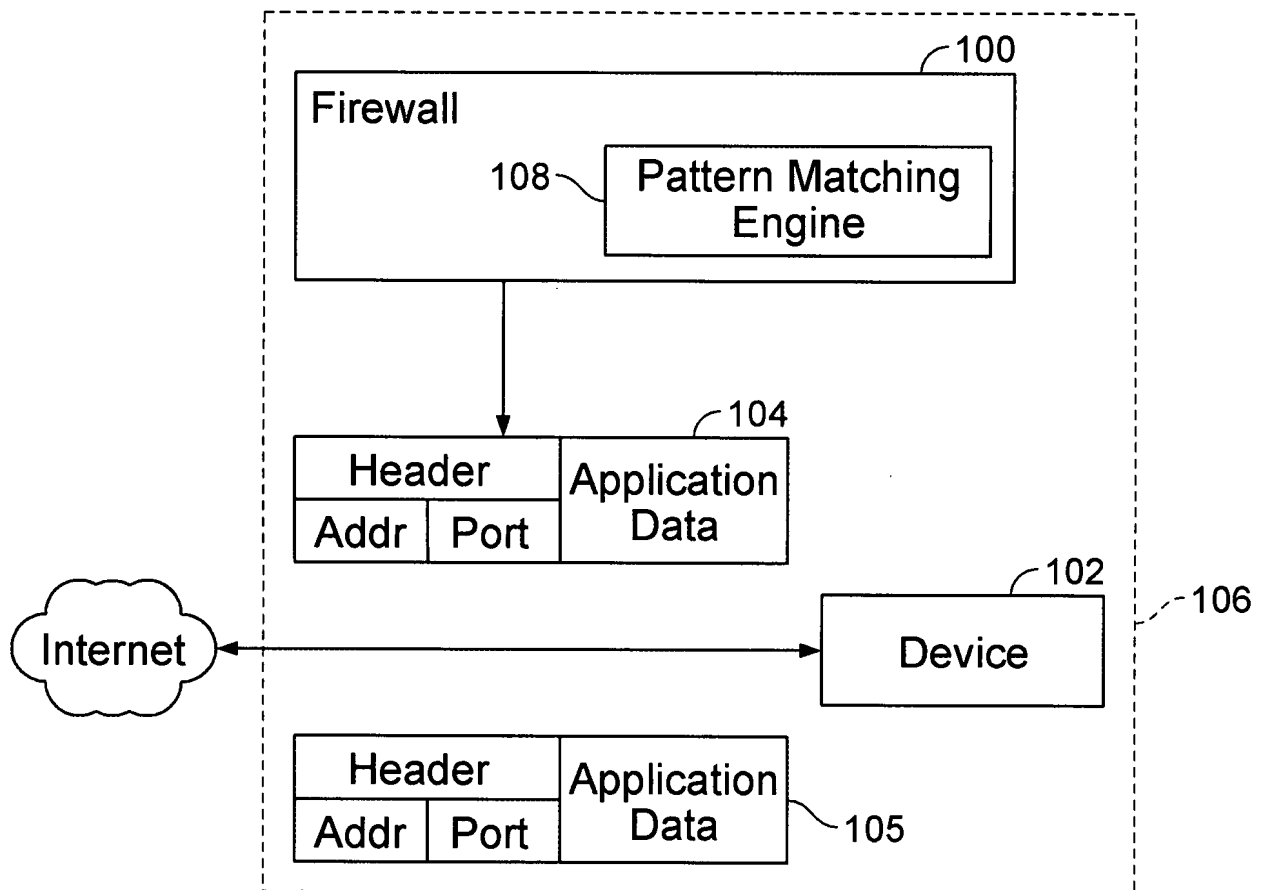 100
Firewall
108
Pattern Matching
Engine
104
Header
Application
Data
Addr
Port
102
106
Internet
Device
Header
Application
Data
Addr
Port
105